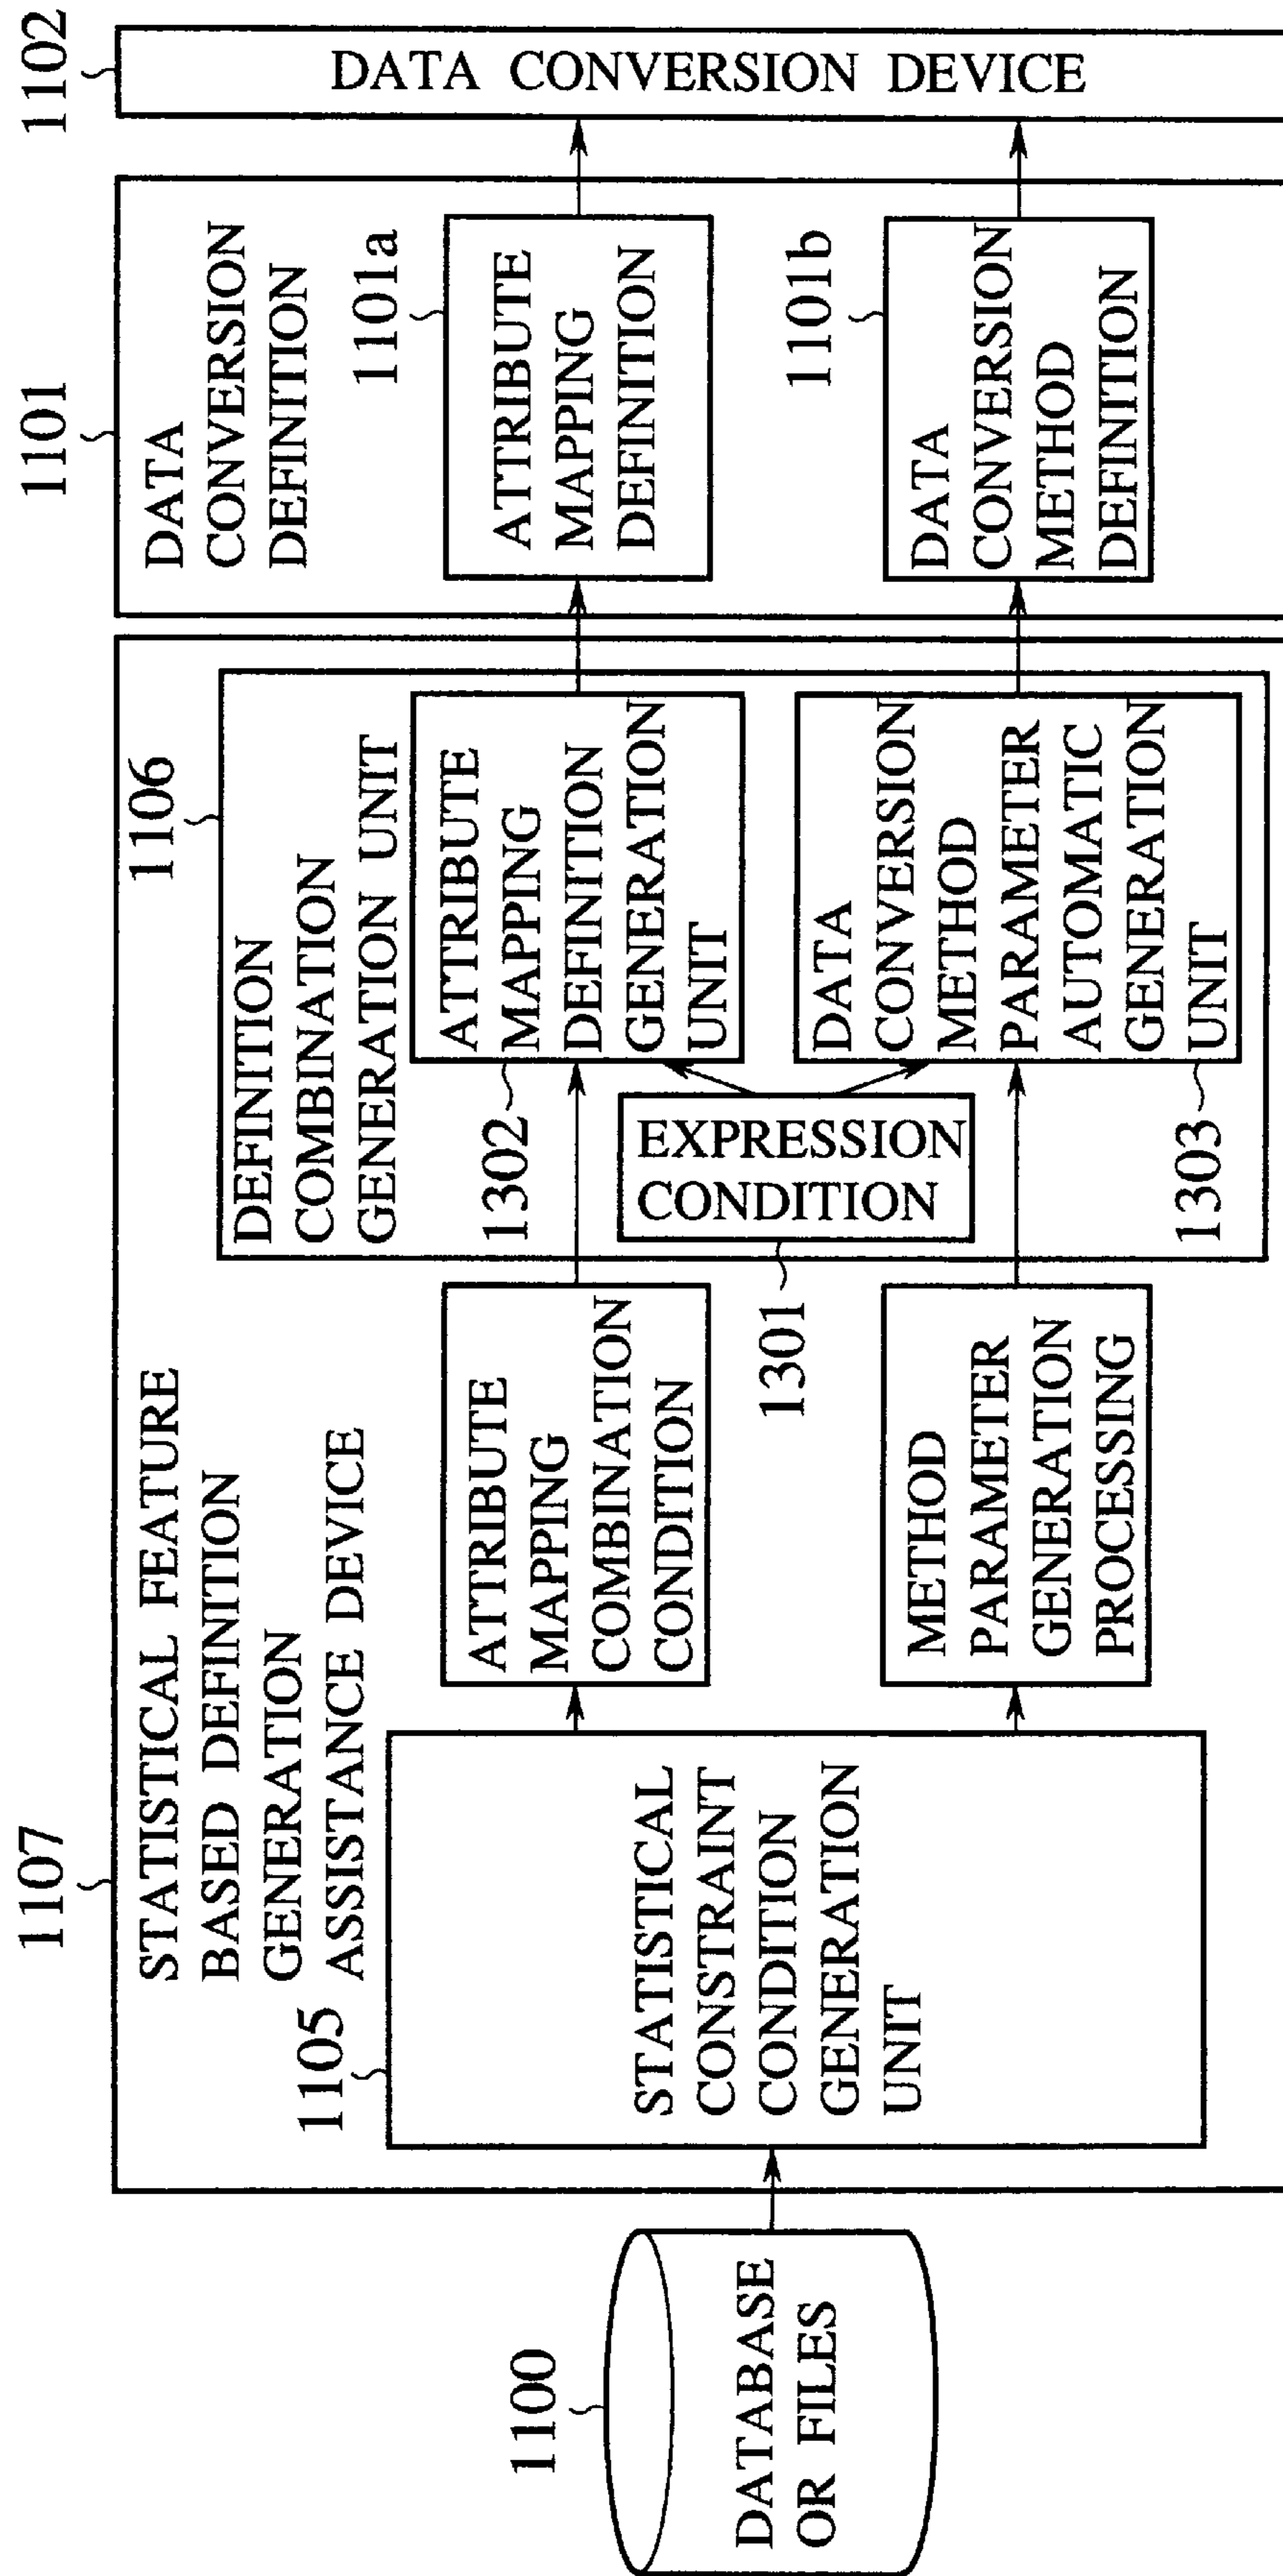 1100
DATABASE
OR FILES
1107
STATISTICAL FEATURE
BASED DEFINITION
GENERATION
ASSISTANCE DEVICE
1105
STATISTICAL
CONSTRAINT
CONDITION
GENERATION
UNIT
ATTRIBUTE
MAPPING
COMBINATION
CONDITION
METHOD
PARAMETER
GENERATION
PROCESSING
1106
DEFINITION
COMBINATION
GENERATION UNIT
1302
ATTRIBUTE
MAPPING
DEFINITION
GENERATION
UNIT
EXPRESSION
CONDITION
1301
DATA
CONVERSION
METHOD
PARAMETER
AUTOMATIC
GENERATION
UNIT
1303
1101
DATA
CONVERSION
DEFINITION
1101a
ATTRIBUTE
MAPPING
DEFINITION
1101b
DATA
CONVERSION
METHOD
DEFINITION
1102
DATA CONVERSION DEVICE